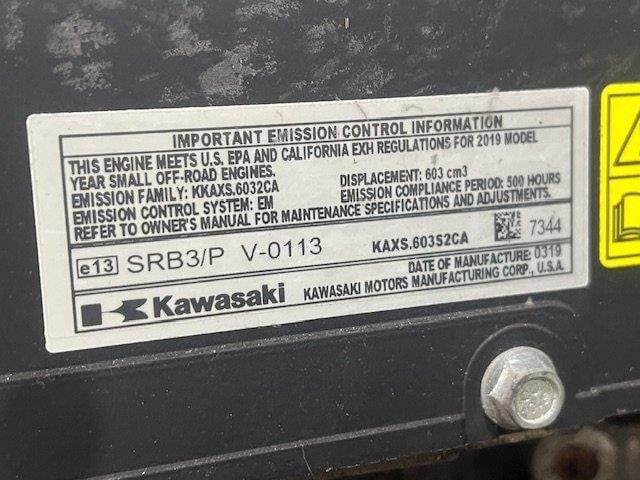 IMPORTANT EMISSION CONTROL INFORMATION
THIS ENGINE MEETS U.S. EPA AND CALIFORNIA EXH REGULATIONS FOR 2019 MODEL
YEAR SMALL OFF-ROAD ENGINES.
DISPLACEMENT: 603 cm3
EMISSION FAMILY: KKAXS.6032CA
EMISSION COMPLIANCE PERIOD: 500 HOURS
EMISSION CONTROL SYSTEM: EM
REFER TO OWNER'S MANUAL FOR MAINTENANCE SPECIFICATIONS AND ADJUSTMENTS.
e13 SRB3/P V-0113 KAXS.603S2CA 7344
DATE OF MANUFACTURE: 0319
Kawasaki KAWASAKI MOTORS MANUFACTURING CORP., U.S.A.